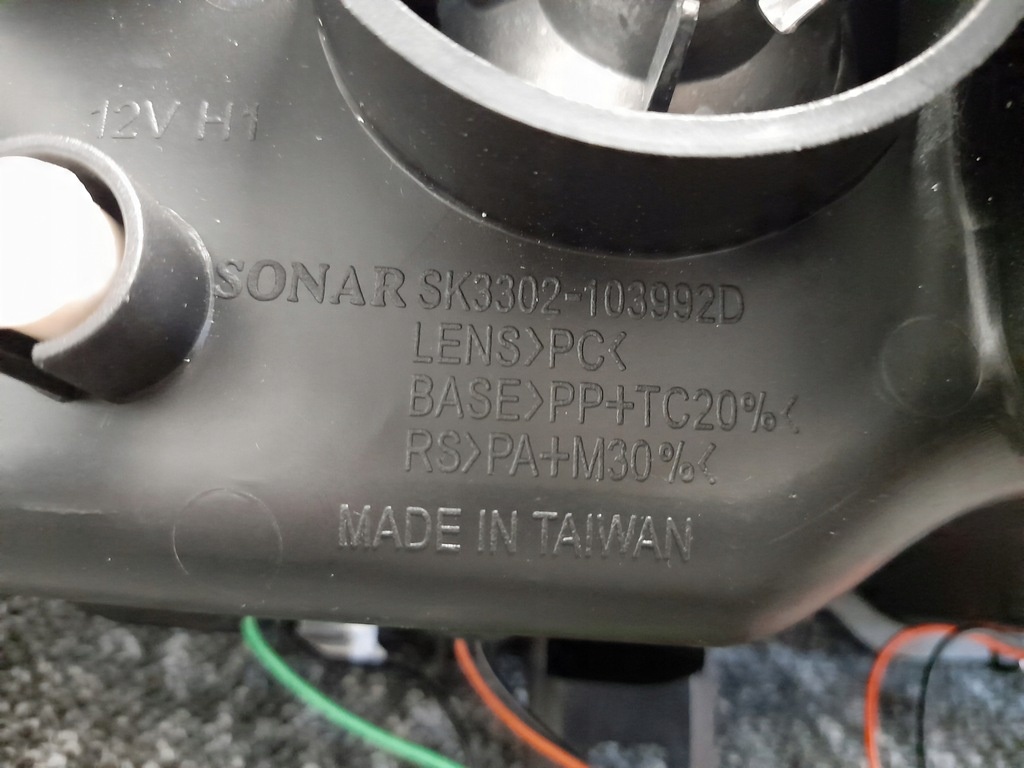 12V H1
SONAR SK3302-103992D
LENS>PC<
BASE>PP+TC20%<
RS>PA+M30%<
MADE IN TAIWAN